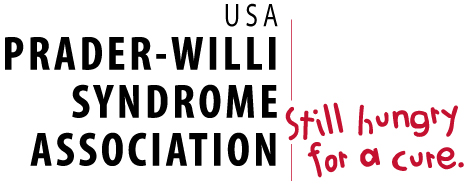 USA
PRADER-WILLI
SYNDROME
ASSOCIATION
Still hungry
for a cure.